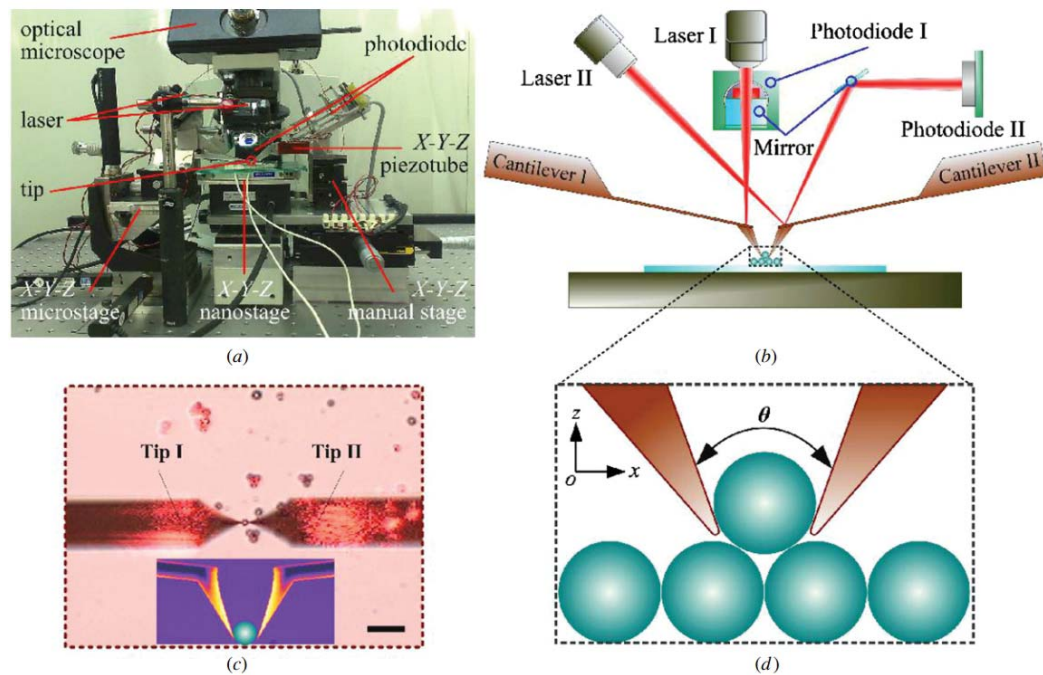 optical
microscope
photodiode
laser
X-Y-Z
piezotube
tip
X-Y-Z
microstage
X-Y-Z
nanostage
X-Y-Z
manual stage
(a)
Laser I
Photodiode I
Laser II
Mirror
Photodiode II
Cantilever I
Cantilever II
(b)
Tip I
Tip II
(c)
z
θ
o
x
(d)